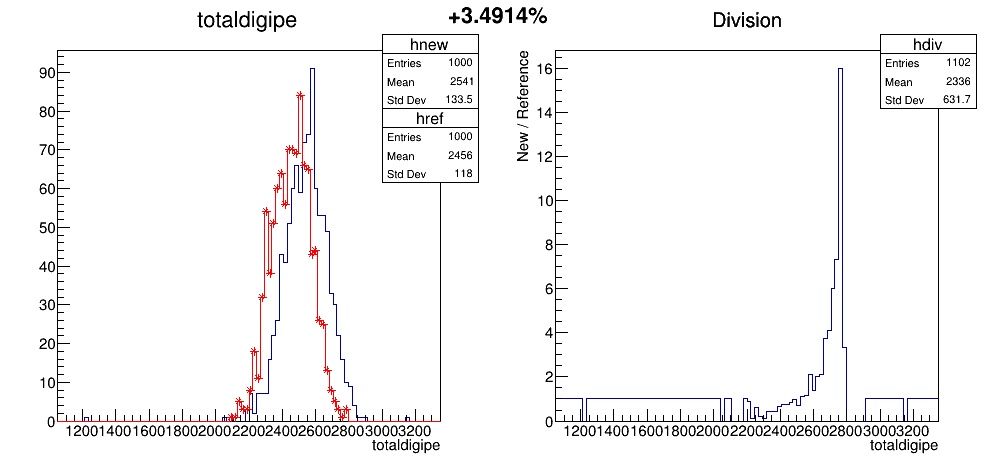 +3.4914%
totaldigipe
hnew
Entries 1000
Mean 2541
Std Dev 133.5
href
Entries 1000
Mean 2456
Std Dev 118
90
80
70
60
50
40
30
20
10
0
1200 1400 1600 1800 2000 2200 2400 2600 2800 3000 3200
totaldigipe
Division
hdiv
Entries 1102
Mean 2336
Std Dev 631.7
New / Reference
16
14
12
10
8
6
4
2
0
1200 1400 1600 1800 2000 2200 2400 2600 2800 3000 3200
totaldigipe